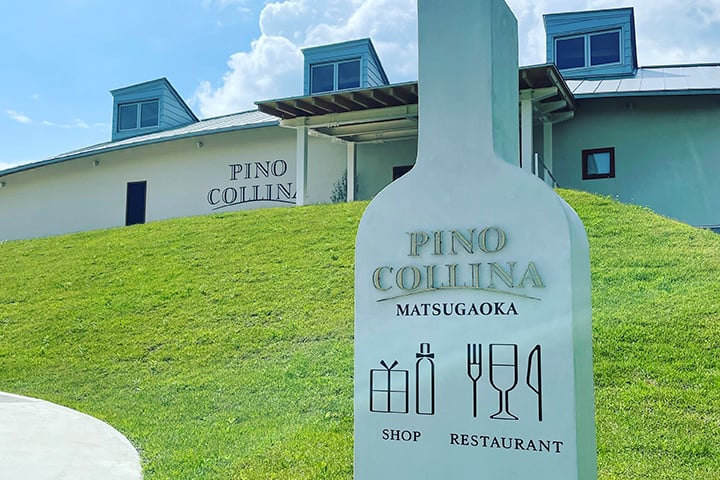 PINO
COLLINA
PINO
COLLINA
MATSUGAOKA
SHOP
RESTAURANT